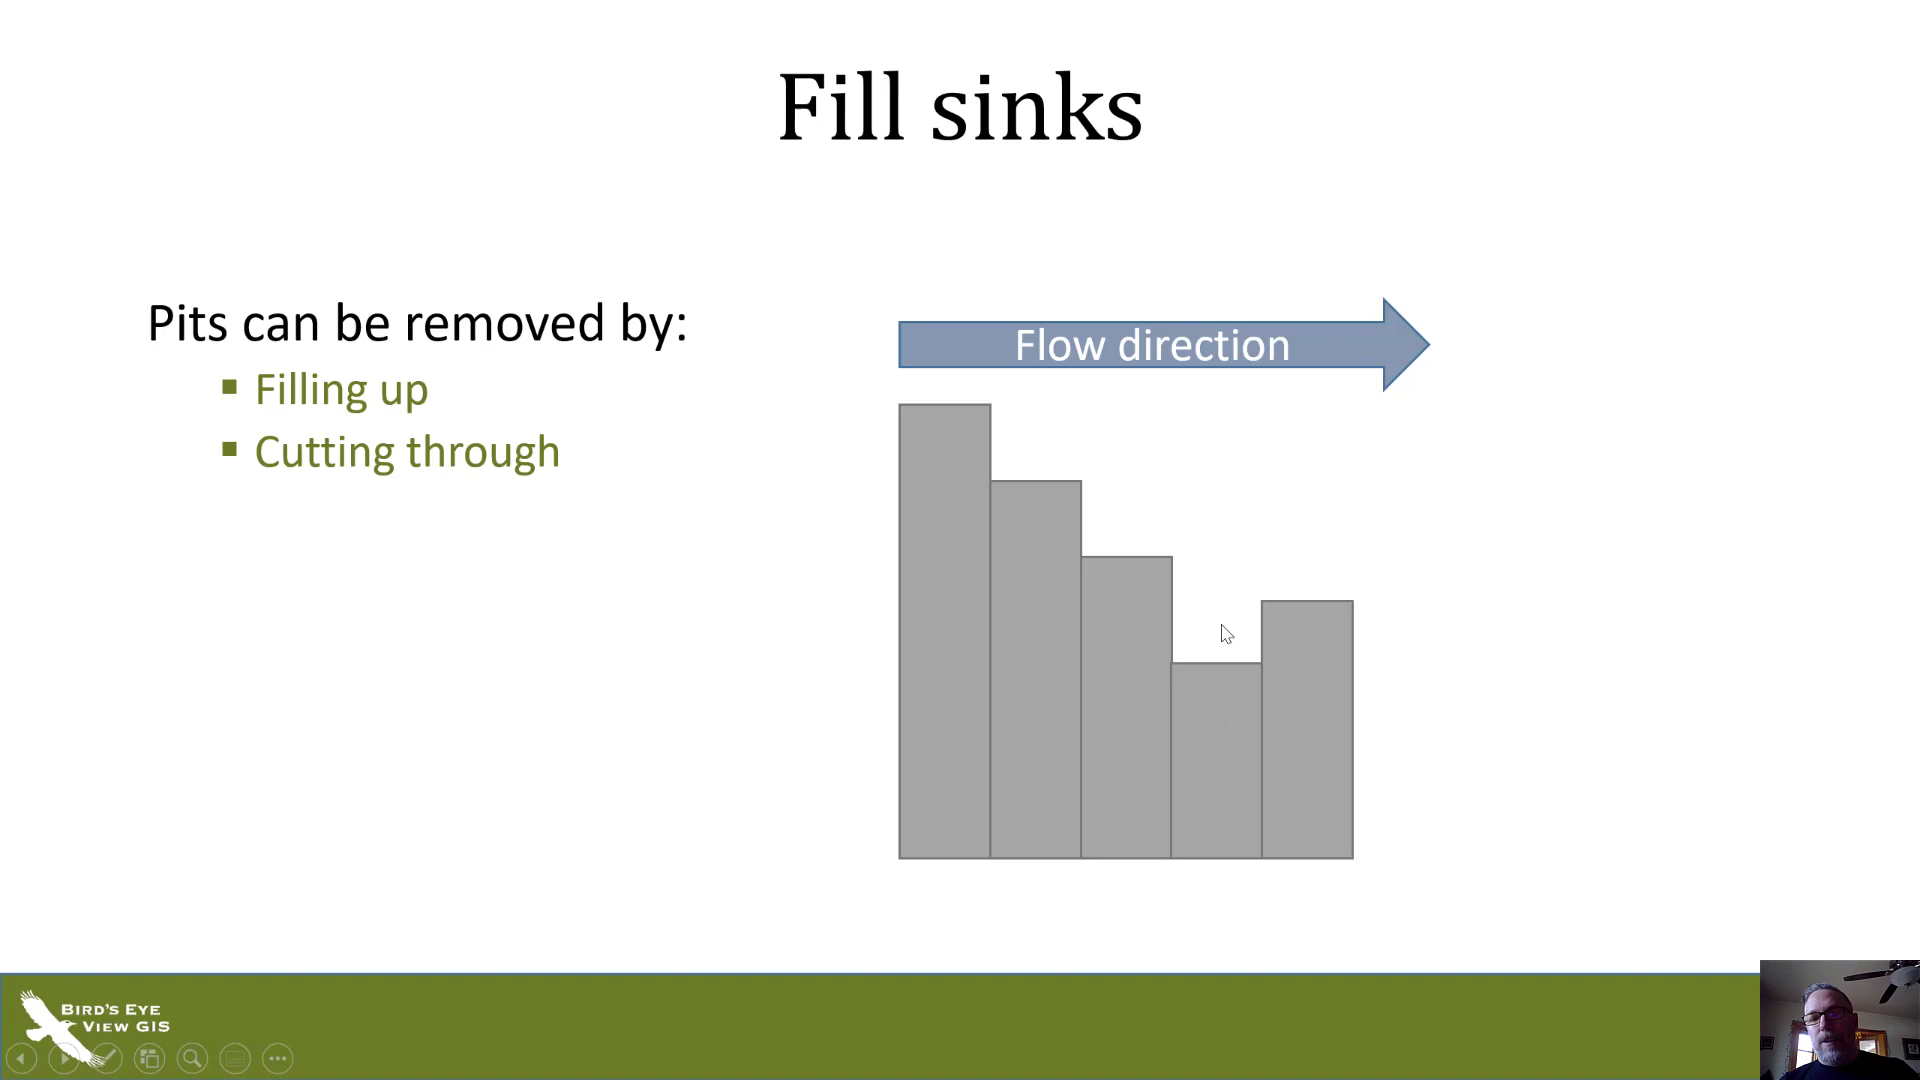 Fill sinks
Pits can be removed by:
Filling up
Cutting through
Flow direction
BIRD'S EYE
VIEW GIS